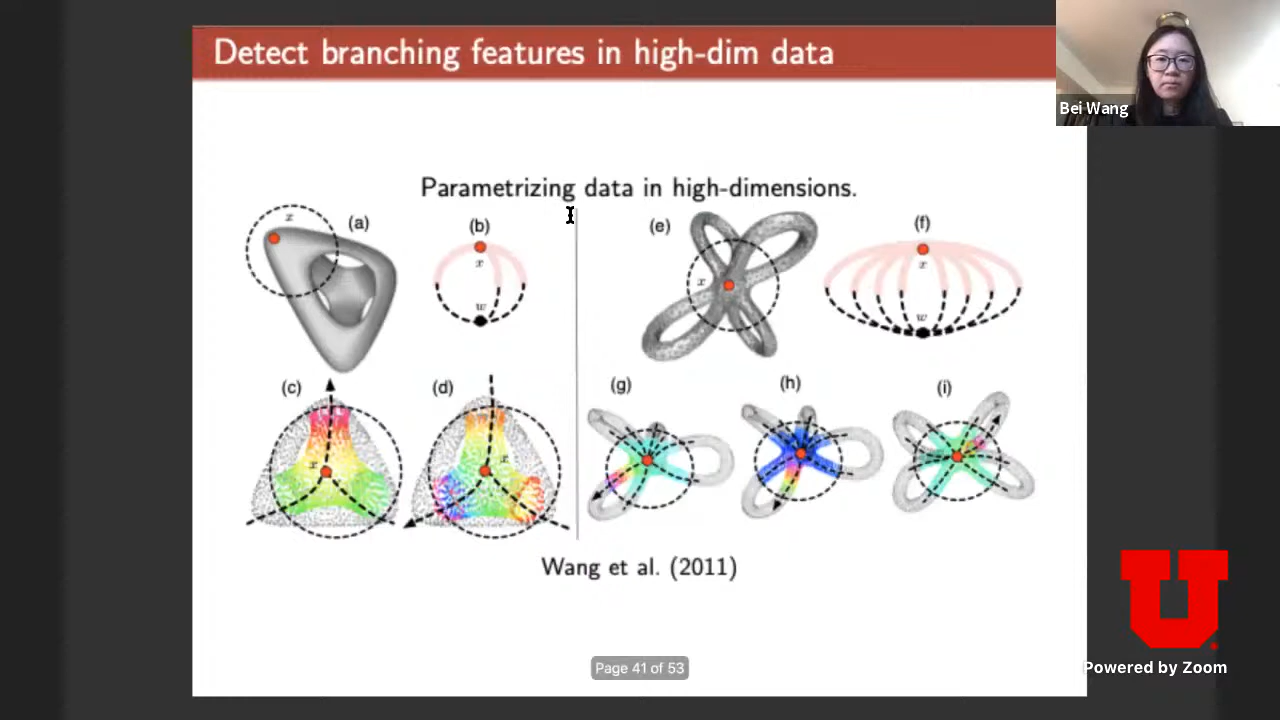 Detect branching features in high-dim data
Bei Wang
Parametrizing data in high-dimensions.
x
(a)
(b)
x
w
(e)
x
(f)
x
w
(c)
x
(d)
x
(g)
(h)
(i)
Wang et al. (2011)
Page 41 of 53
U
Powered by Zoom